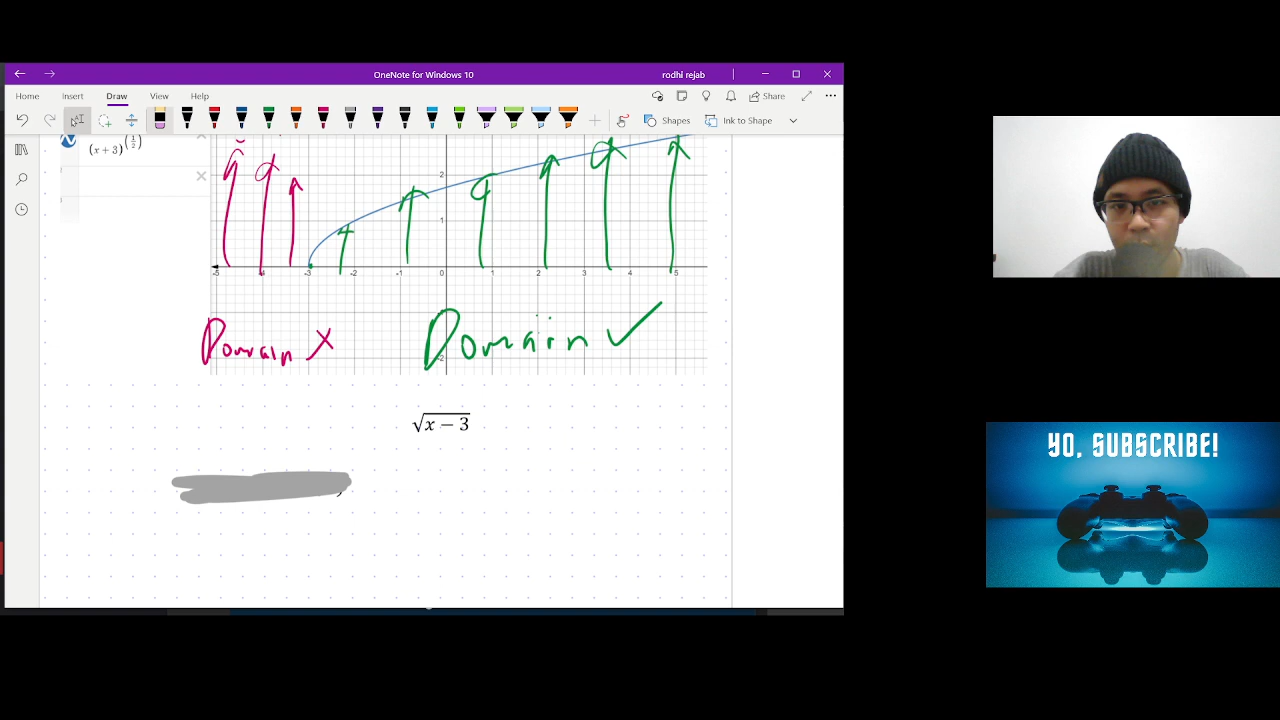 OneNote for Windows 10
rodhi rejab
Home Insert Draw View Help
Share
Shapes
Ink to Shape
(x+3)^(1/2)
2
1
-5 -4 -3 -2 -1 0 1 2 3 4 5
-2
Domain X
Domain ✓
√x − 3
YO, SUBSCRIBE!